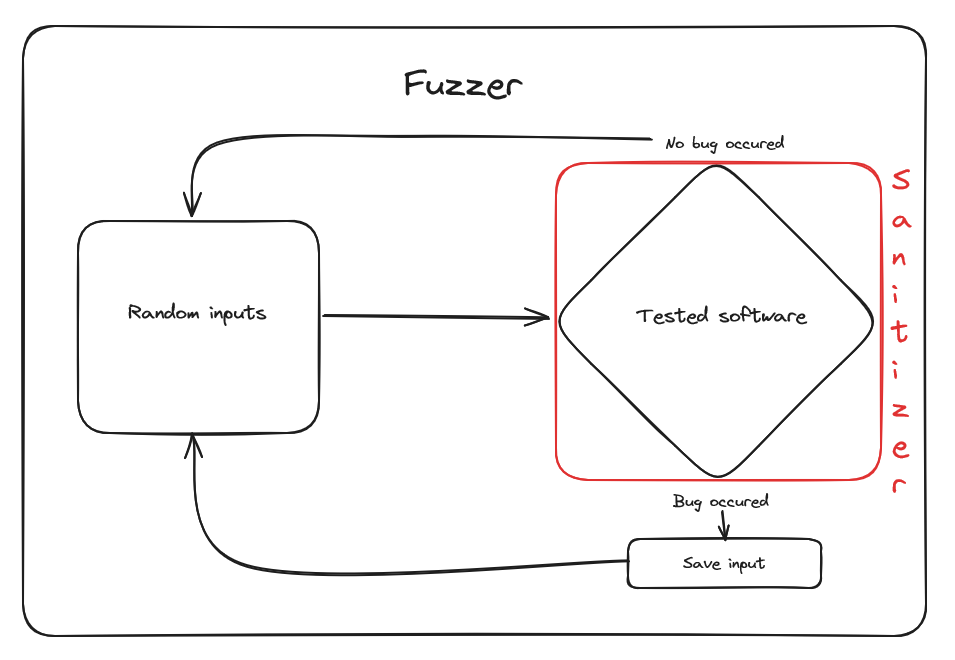 Fuzzer
No bug occured
Sanitizer
Random inputs
Tested software
Bug occured
Save input